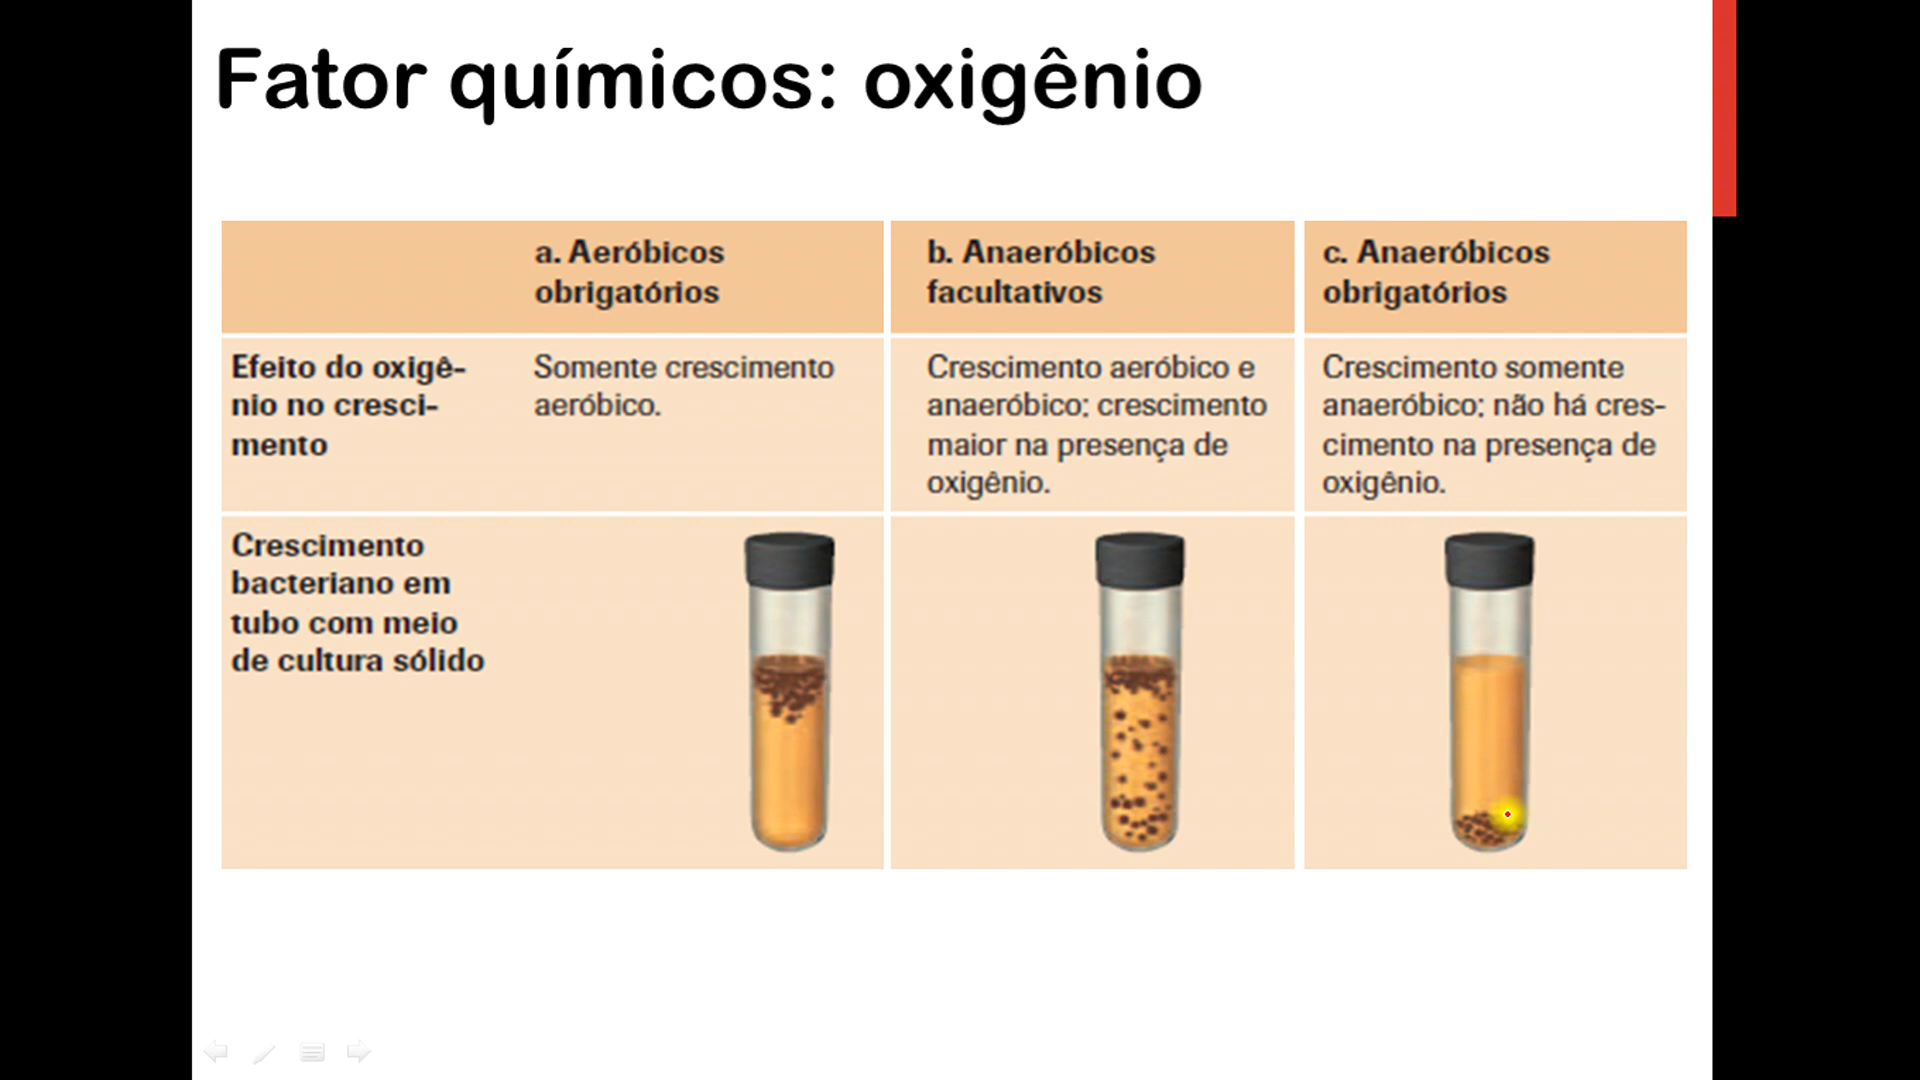 Fator químicos: oxigênio
a. Aeróbicos
obrigatórios
b. Anaeróbicos
facultativos
c. Anaeróbicos
obrigatórios
Efeito do oxigê-
nio no cresci-
mento
Somente crescimento
aeróbico.
Crescimento aeróbico e
anaeróbico; crescimento
maior na presença de
oxigênio.
Crescimento somente
anaeróbico; não há cres-
cimento na presença de
oxigênio.
Crescimento
bacteriano em
tubo com meio
de cultura sólido